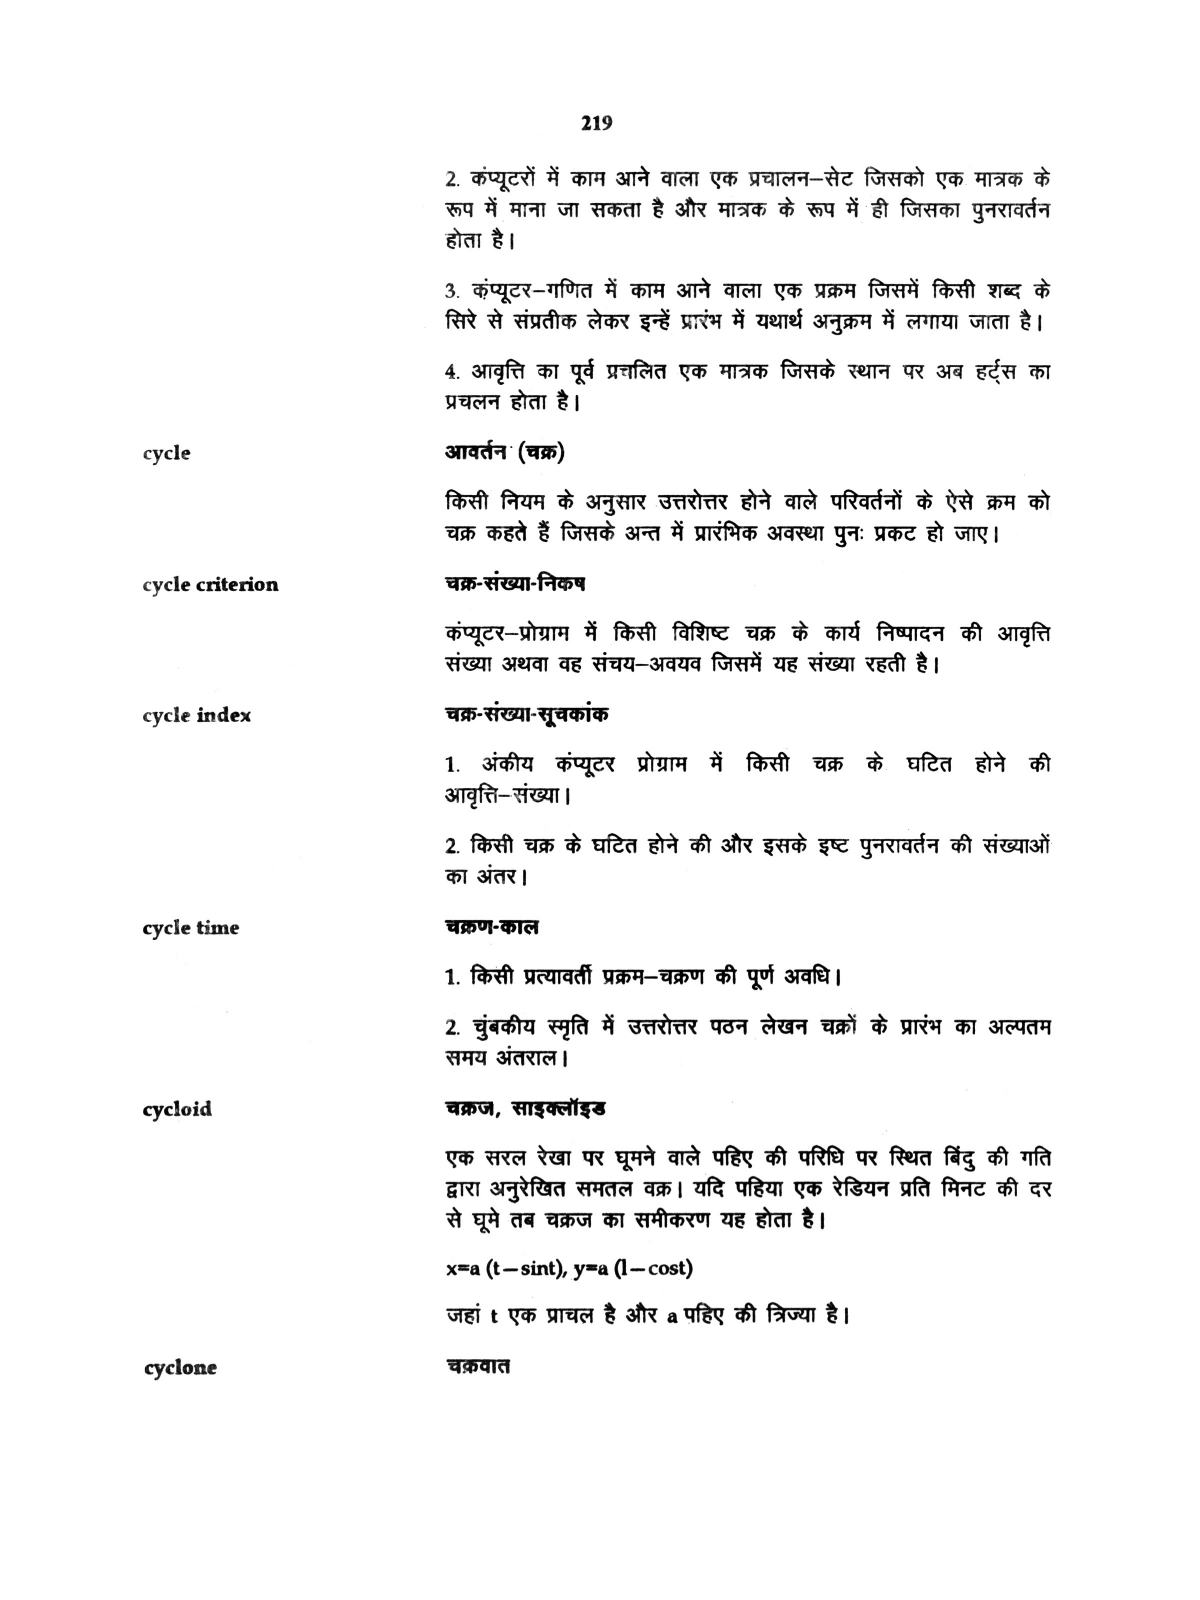 219
2. कंप्यूटरों में काम आने वाला एक प्रचालन–सेट जिसको एक मात्रक के
रूप में माना जा सकता है और मात्रक के रूप में ही जिसका पुनरावर्तन
होता है।
3. कंप्यूटर–गणित में काम आने वाला एक प्रक्रम जिसमें किसी शब्द के
सिरे से संप्रतीक लेकर इन्हें प्रारंभ में यथार्थ अनुक्रम में लगाया जाता है।
4. आवृत्ति का पूर्व प्रचलित एक मात्रक जिसके स्थान पर अब हर्ट्स का
प्रचलन होता है।
cycle आवर्तन (चक्र)
किसी नियम के अनुसार उत्तरोत्तर होने वाले परिवर्तनों के ऐसे क्रम को
चक्र कहते हैं जिसके अन्त में प्रारंभिक अवस्था पुनः प्रकट हो जाए।
cycle criterion चक्र-संख्या-निकष
कंप्यूटर–प्रोग्राम में किसी विशिष्ट चक्र के कार्य निष्पादन की आवृत्ति
संख्या अथवा वह संचय–अवयव जिसमें यह संख्या रहती है।
cycle index चक्र-संख्या-सूचकांक
1. अंकीय कंप्यूटर प्रोग्राम में किसी चक्र के घटित होने की
आवृत्ति–संख्या।
2. किसी चक्र के घटित होने की और इसके इष्ट पुनरावर्तन की संख्याओं
का अंतर।
cycle time चक्रण-काल
1. किसी प्रत्यावर्ती प्रक्रम–चक्रण की पूर्ण अवधि।
2. चुंबकीय स्मृति में उत्तरोत्तर पठन लेखन चक्रों के प्रारंभ का अल्पतम
समय अंतराल।
cycloid चक्रज, साइक्लॉइड
एक सरल रेखा पर घूमने वाले पहिए की परिधि पर स्थित बिंदु की गति
द्वारा अनुरेखित समतल वक्र। यदि पहिया एक रेडियन प्रति मिनट की दर
से घूमे तब चक्रज का समीकरण यह होता है।
x=a (t—sint), y=a (l—cost)
जहां t एक प्राचल है और a पहिए की त्रिज्या है।
cyclone चक्रवात